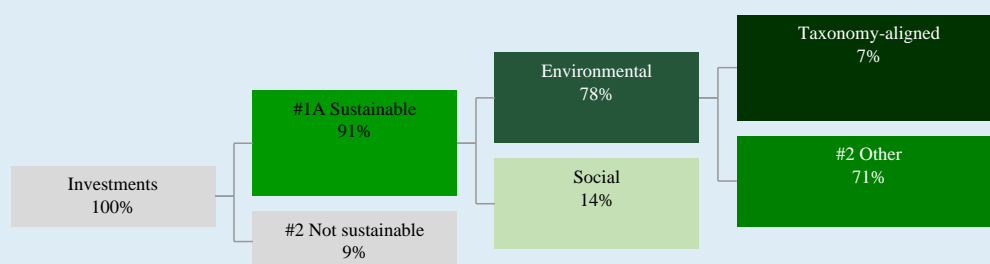 Investments
100%
#1A Sustainable
91%
#2 Not sustainable
9%
Environmental
78%
Social
14%
Taxonomy-aligned
7%
#2 Other
71%